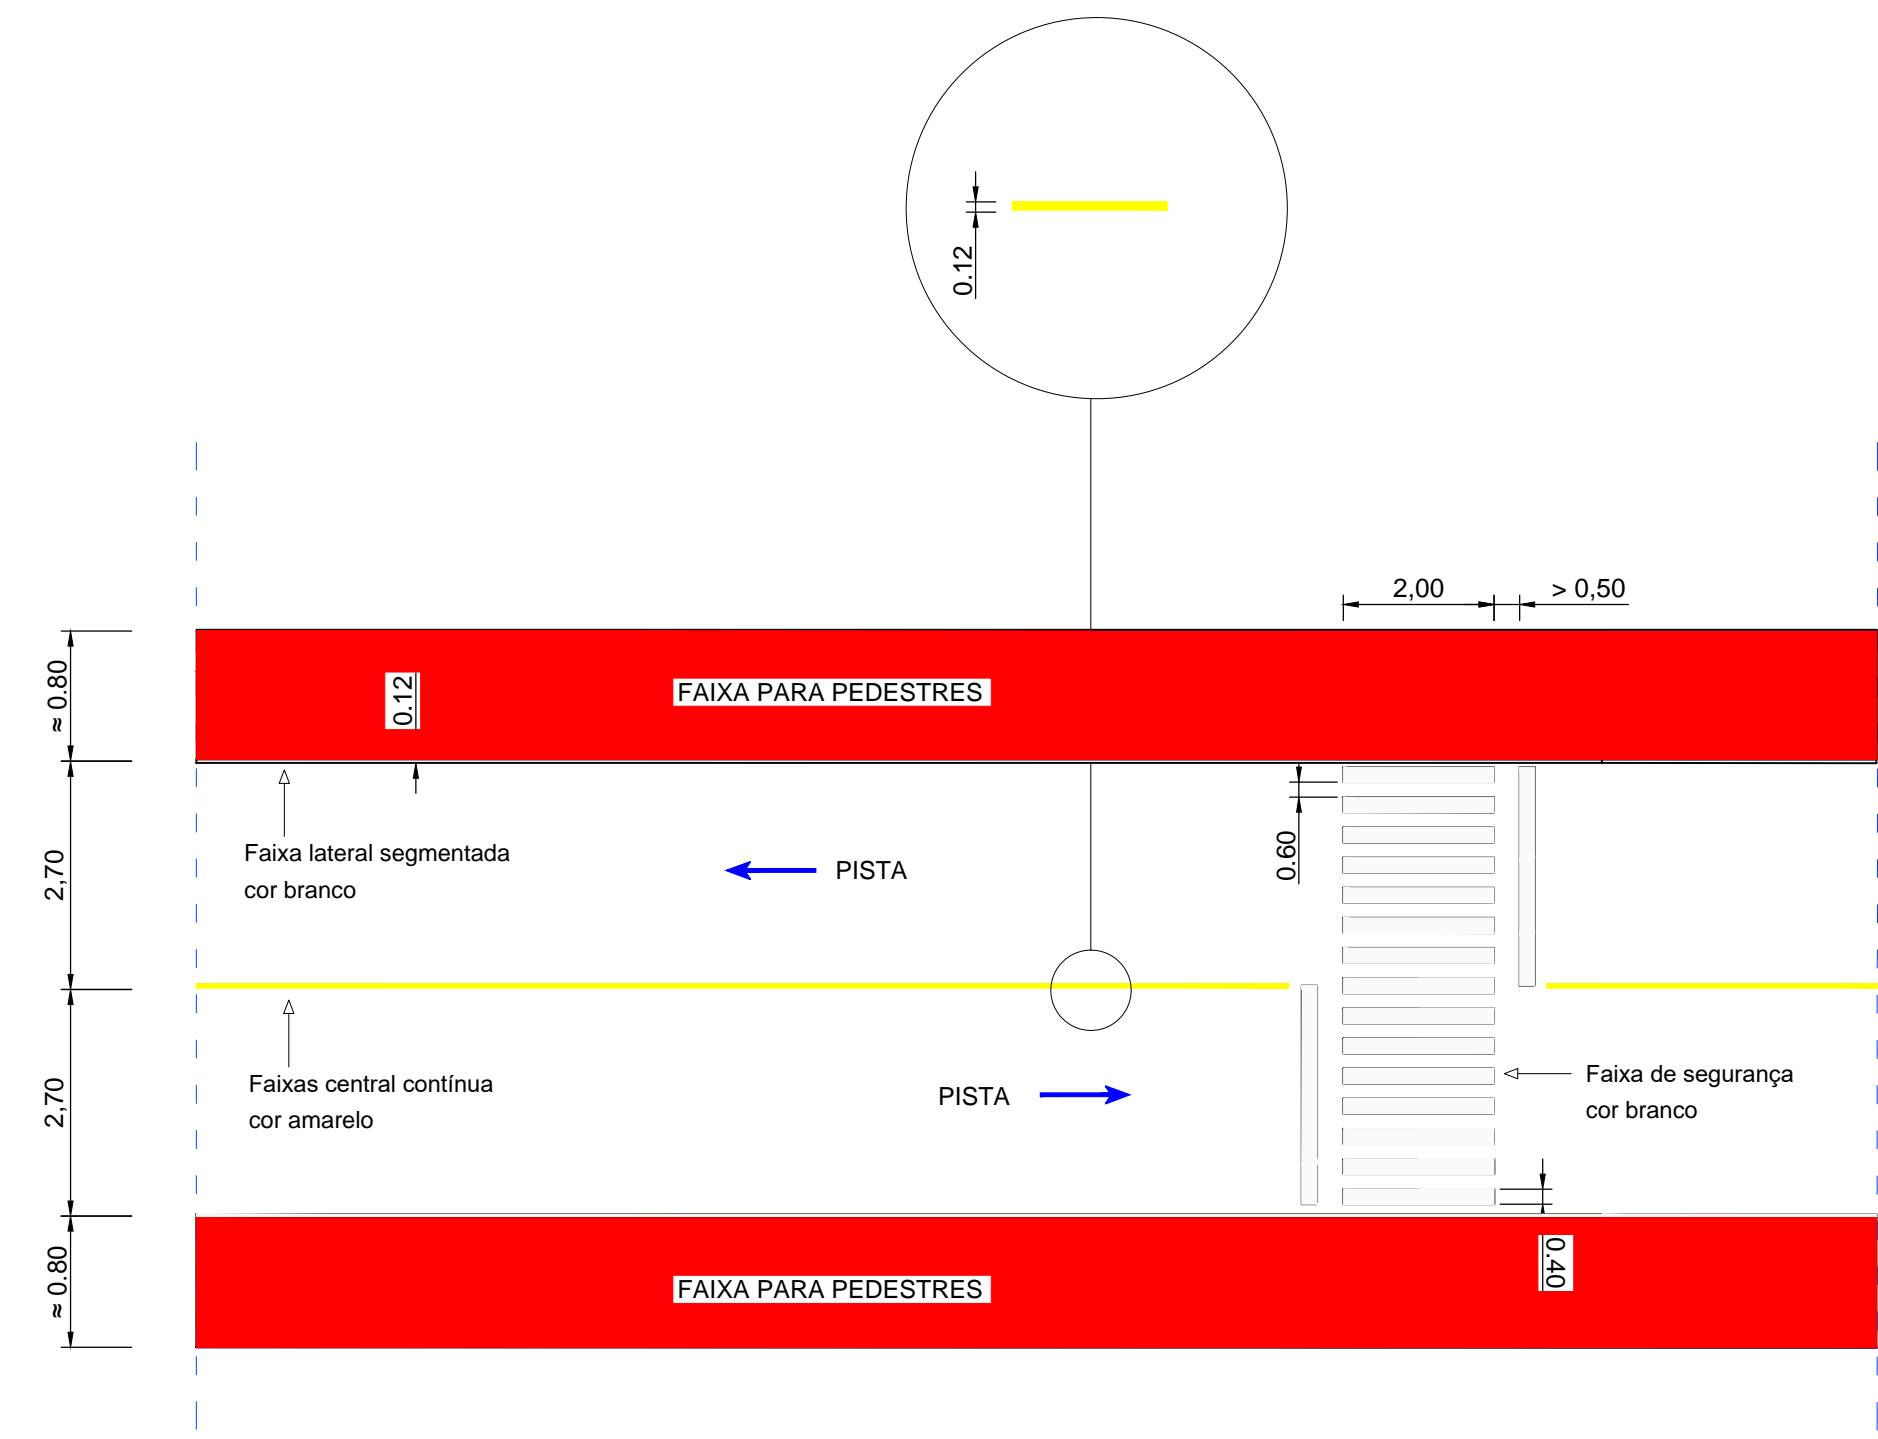 0.12
2,00
> 0,50
≈ 0.80
0.12
FAIXA PARA PEDESTRES
2,70
Faixa lateral segmentada
cor branco
PISTA
0.60
2,70
Faixas central contínua
cor amarelo
PISTA
Faixa de segurança
cor branco
≈ 0.80
FAIXA PARA PEDESTRES
0.40